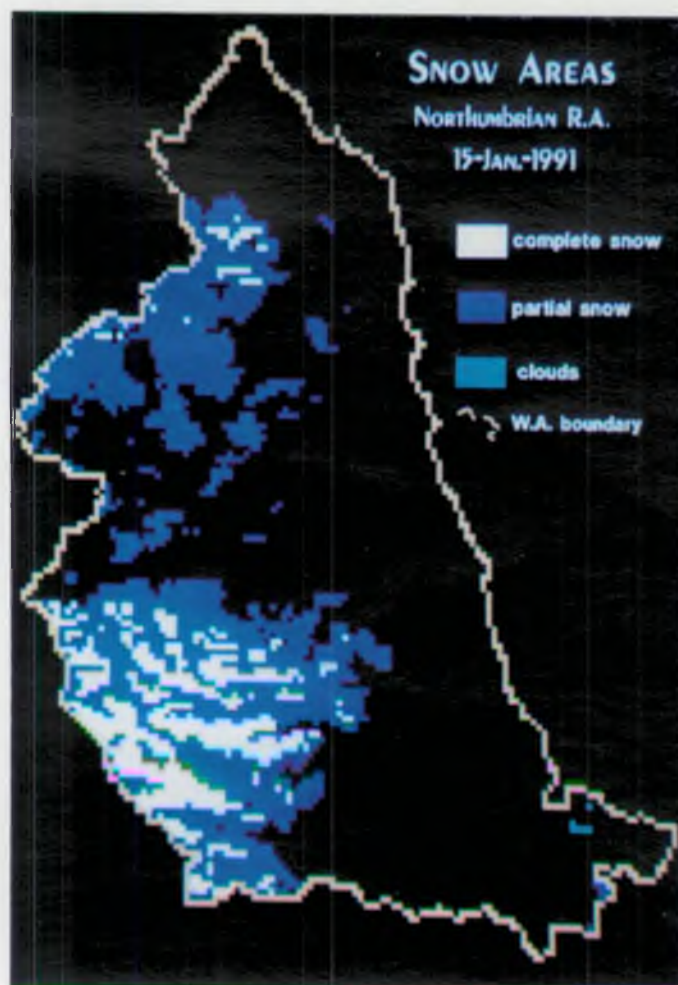 SNOW AREAS
NORTHUMBRIAN R.A.
15-JAN.-1991
complete snow
partial snow
clouds
W.A. boundary